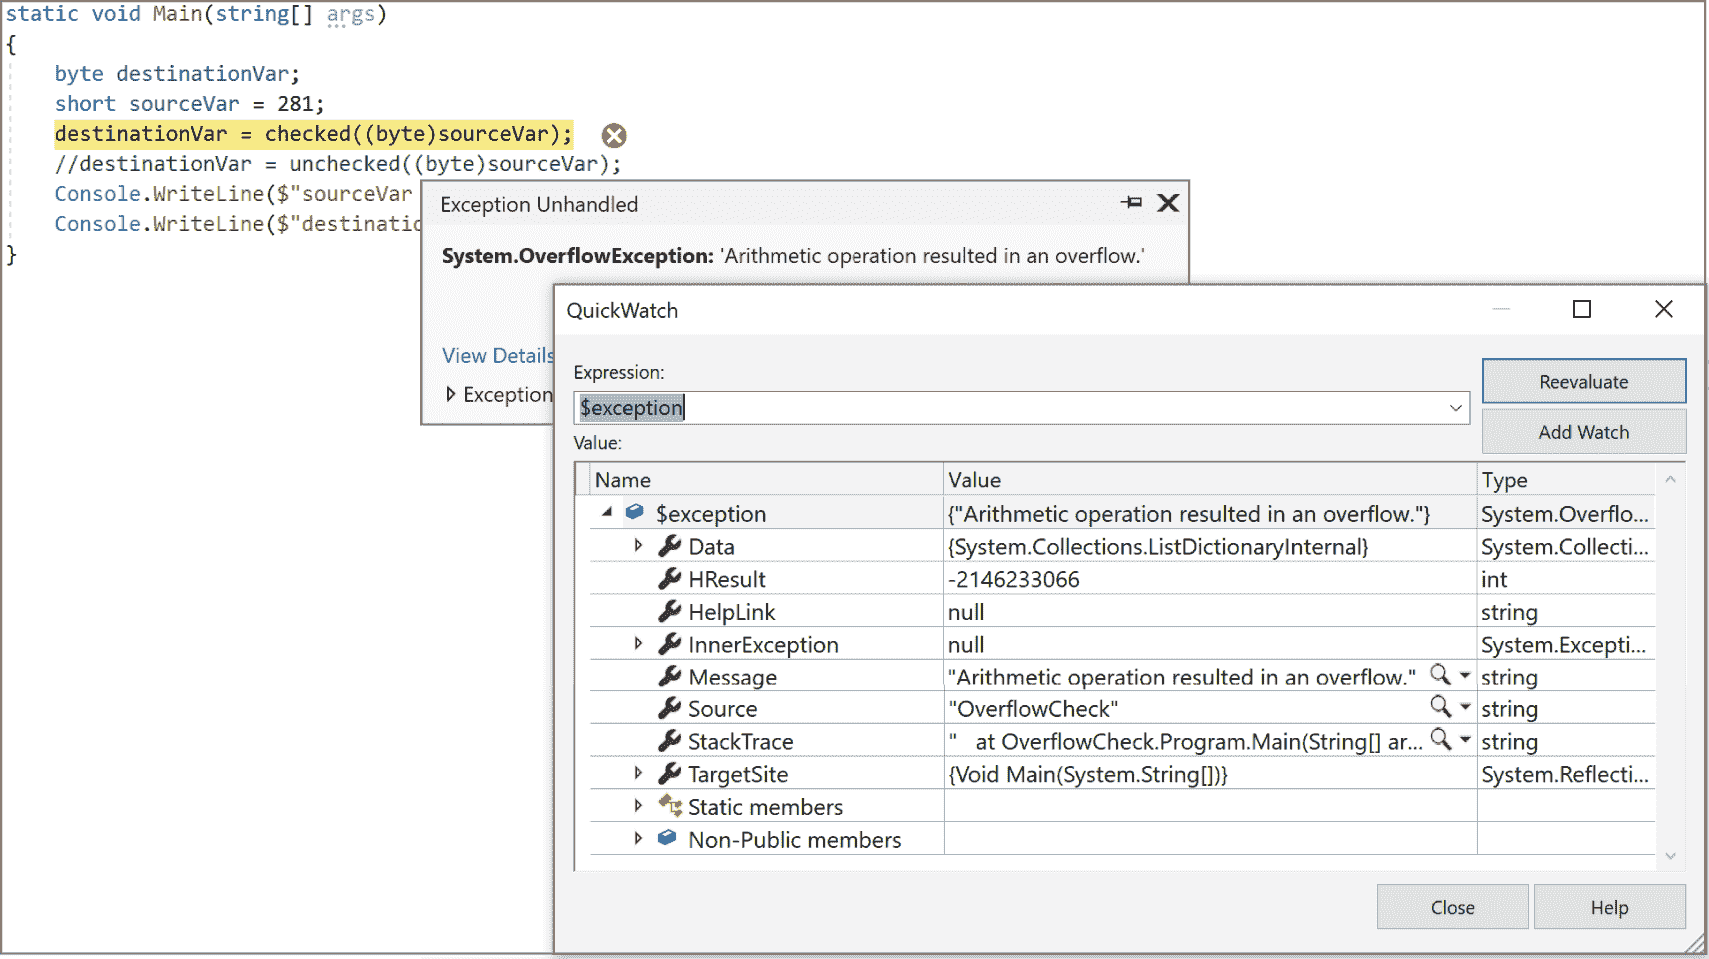 static void Main(string[] args)
{
byte destinationVar;
short sourceVar = 281;
destinationVar = checked((byte)sourceVar);
//destinationVar = unchecked((byte)sourceVar);
Console.WriteLine($"sourceVar
Console.WriteLine($"destinatio
}
Exception Unhandled
System.OverflowException: 'Arithmetic operation resulted in an overflow.'
View Details
Exception
QuickWatch
Expression:
$exception
Reevaluate
Add Watch
Value:
Name Value Type
$exception {"Arithmetic operation resulted in an overflow."} System.Overflo...
Data {System.Collections.ListDictionaryInternal} System.Collecti...
HResult -2146233066 int
HelpLink null string
InnerException null System.Excepti...
Message "Arithmetic operation resulted in an overflow." string
Source "OverflowCheck" string
StackTrace "   at OverflowCheck.Program.Main(String[] ar... string
TargetSite {Void Main(System.String[])} System.Reflecti...
Static members
Non-Public members
Close Help